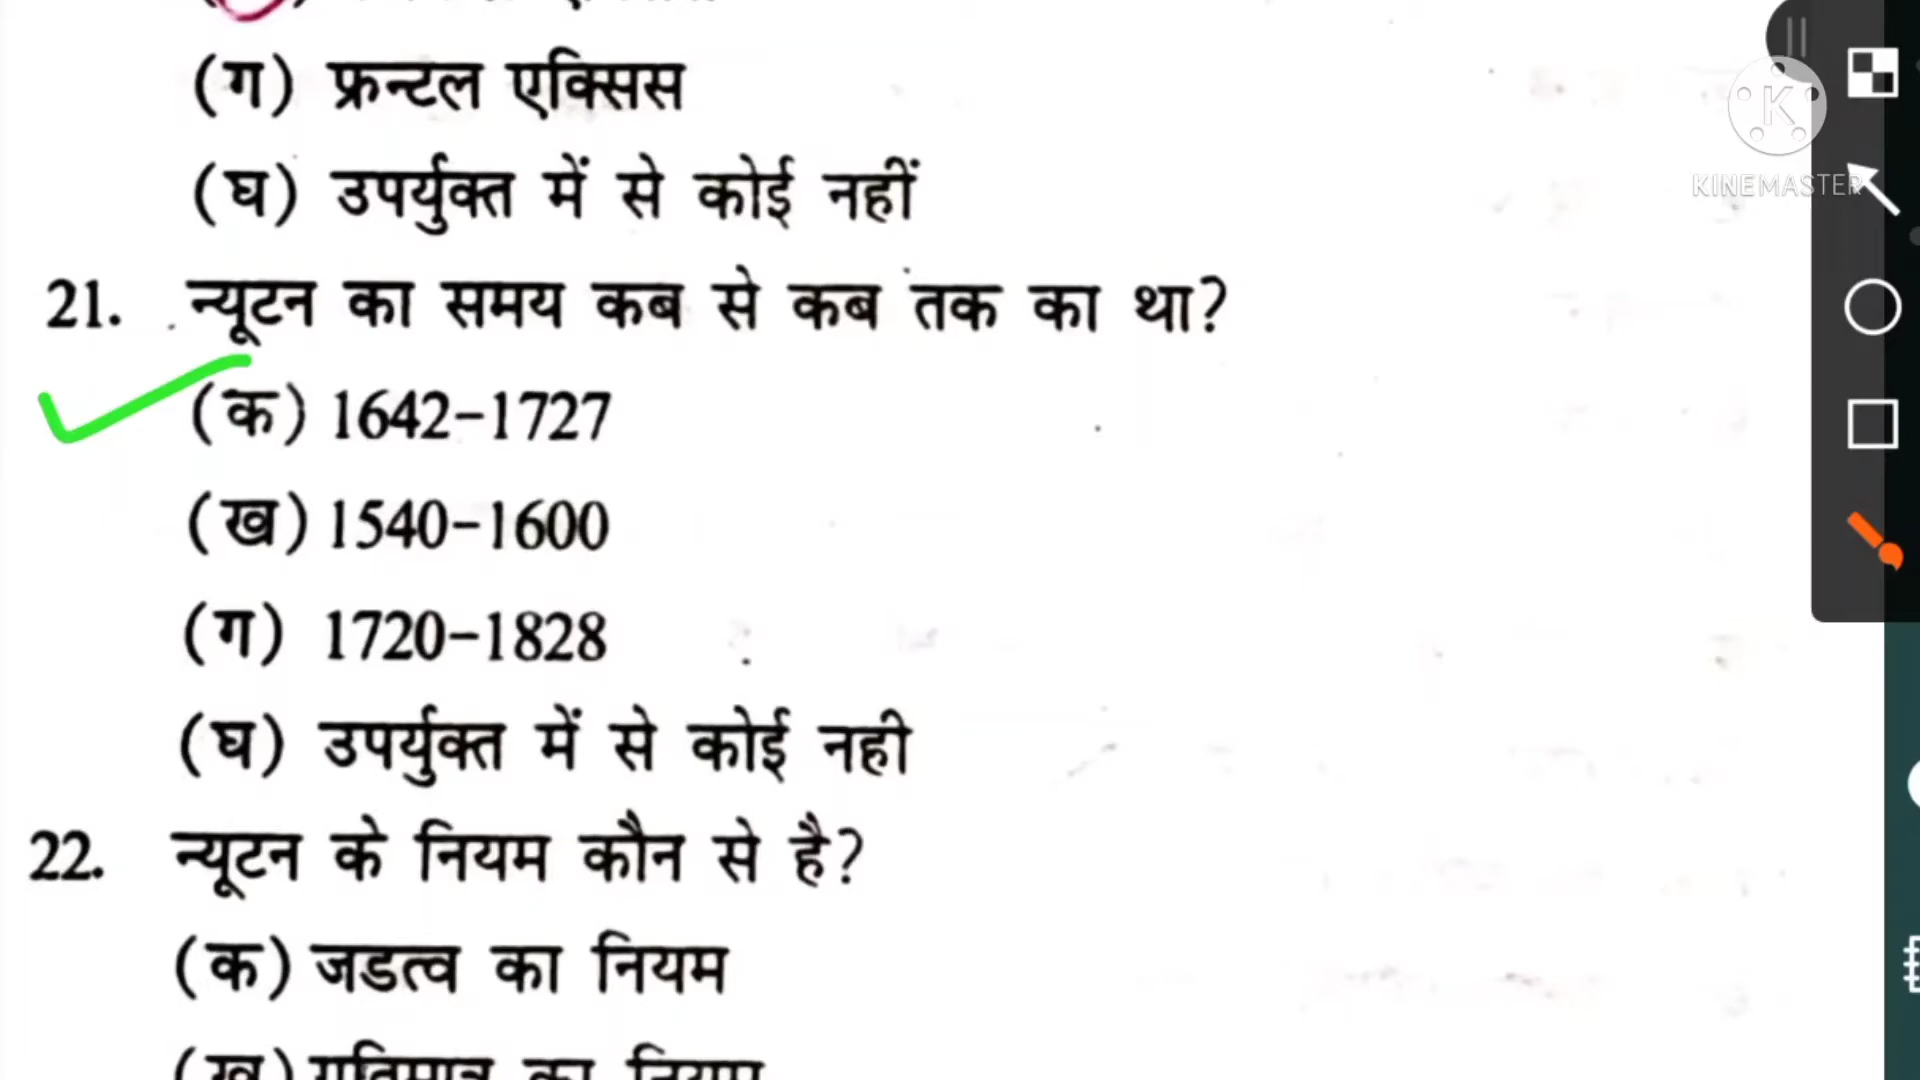 (ग) फ्रन्टल एक्सिस
(घ) उपर्युक्त में से कोई नहीं
21. न्यूटन का समय कब से कब तक का था?
(क) 1642-1727
(ख) 1540-1600
(ग) 1720-1828
(घ) उपर्युक्त में से कोई नही
22. न्यूटन के नियम कौन से है?
(क) जडत्व का नियम
(ख) का नियम
KINEMASTER